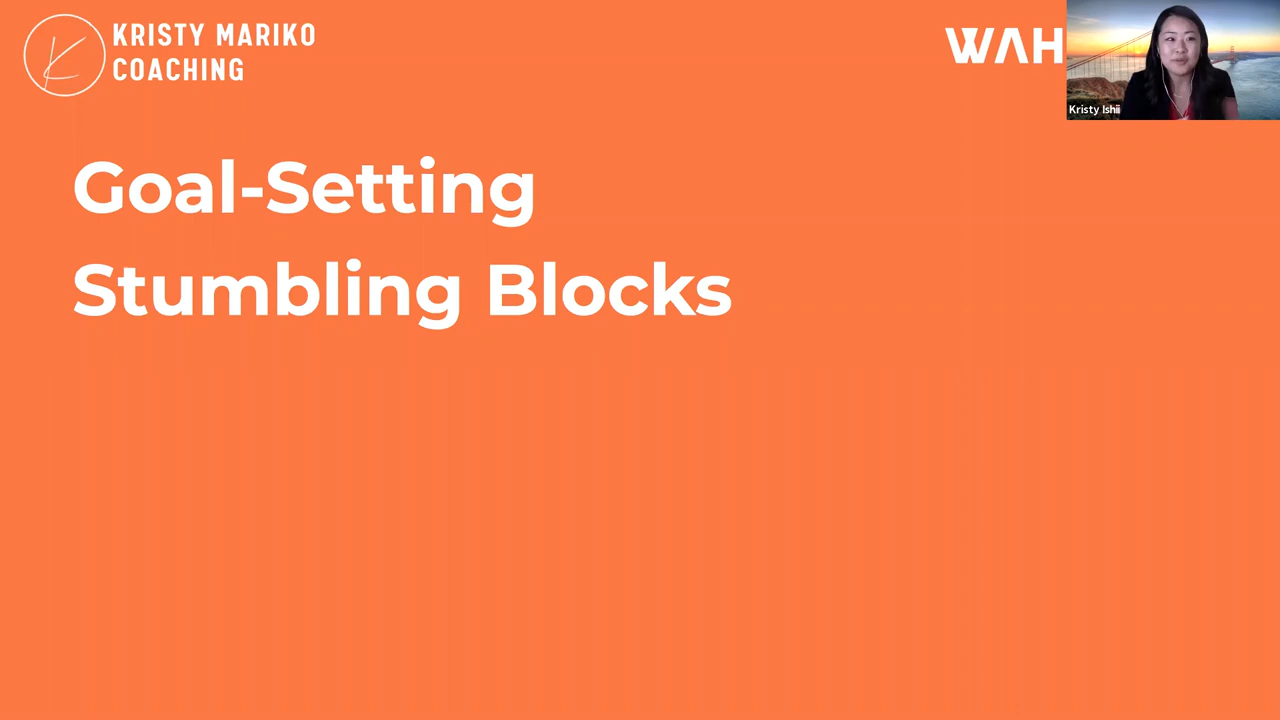 KRISTY MARIKO
COACHING
WAH
Kristy Ishii
Goal-Setting
Stumbling Blocks